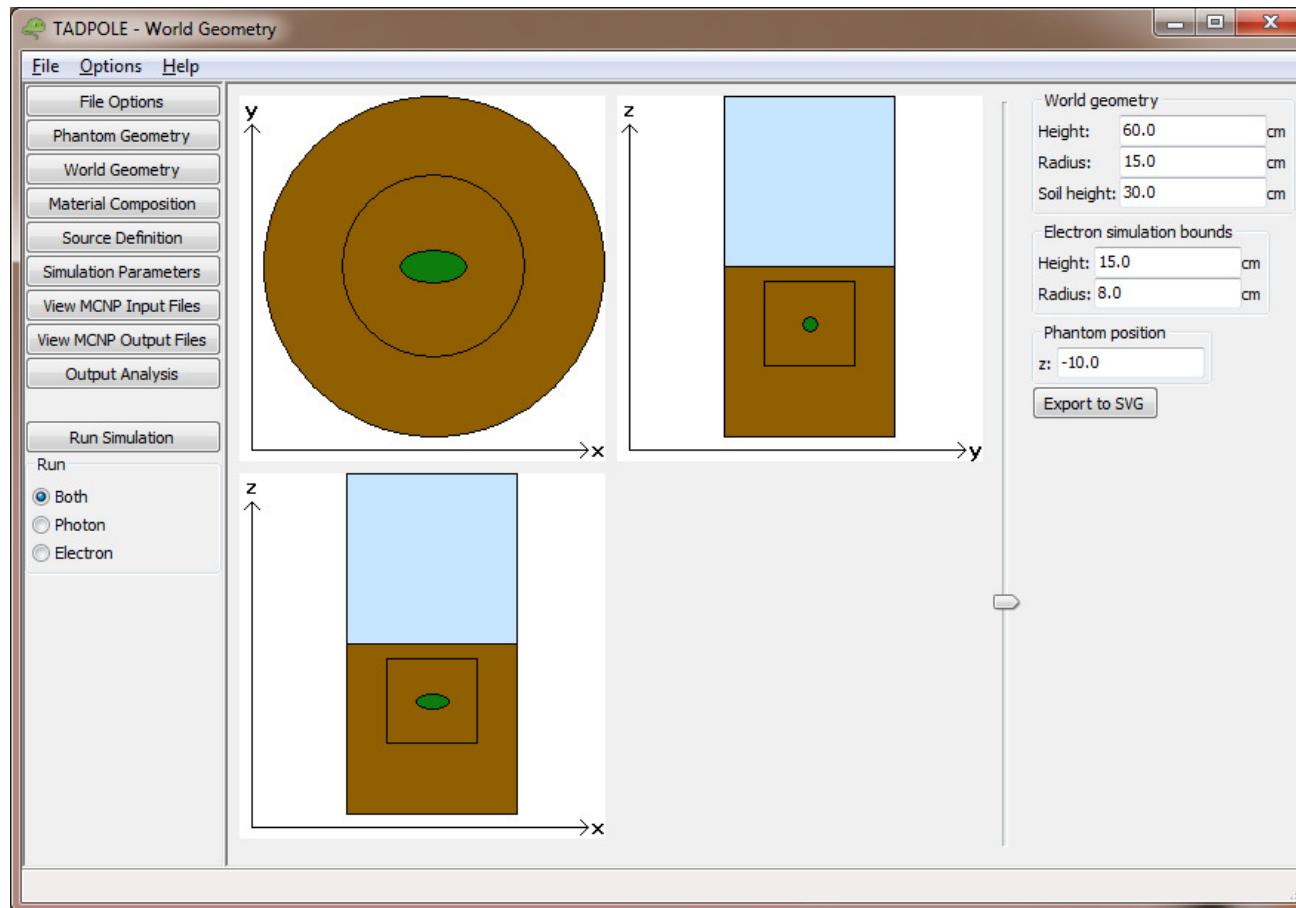 TADPOLE - World Geometry
File Options Help
File Options
Phantom Geometry
World Geometry
Material Composition
Source Definition
Simulation Parameters
View MCNP Input Files
View MCNP Output Files
Output Analysis
Run Simulation
Run
Both
Photon
Electron
y
x
z
y
z
x
World geometry
Height: 60.0 cm
Radius: 15.0 cm
Soil height: 30.0 cm
Electron simulation bounds
Height: 15.0 cm
Radius: 8.0 cm
Phantom position
z: -10.0
Export to SVG